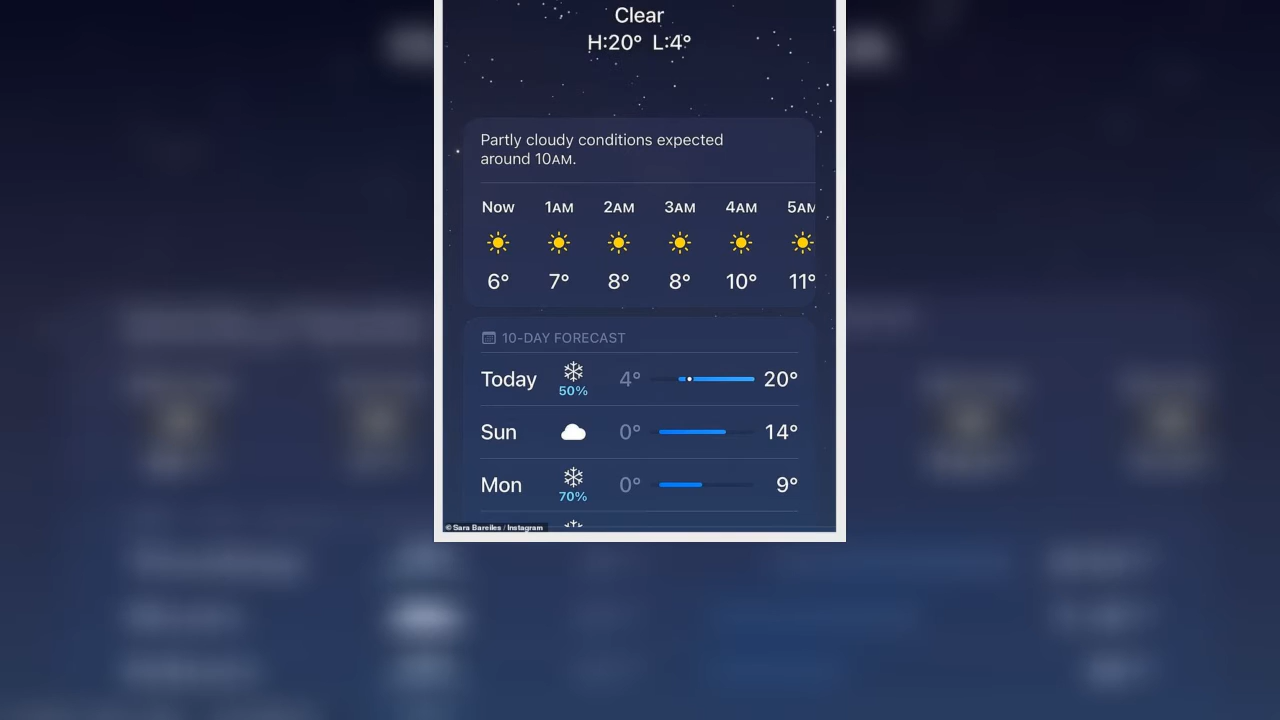 Clear
H:20° L:4°
Partly cloudy conditions expected
around 10AM.
Now 1AM 2AM 3AM 4AM 5AM
6° 7° 8° 8° 10° 11°
10-DAY FORECAST
Today 50% 4° 20°
Sun 0° 14°
Mon 70% 0° 9°
© Sara Bareiles / Instagram